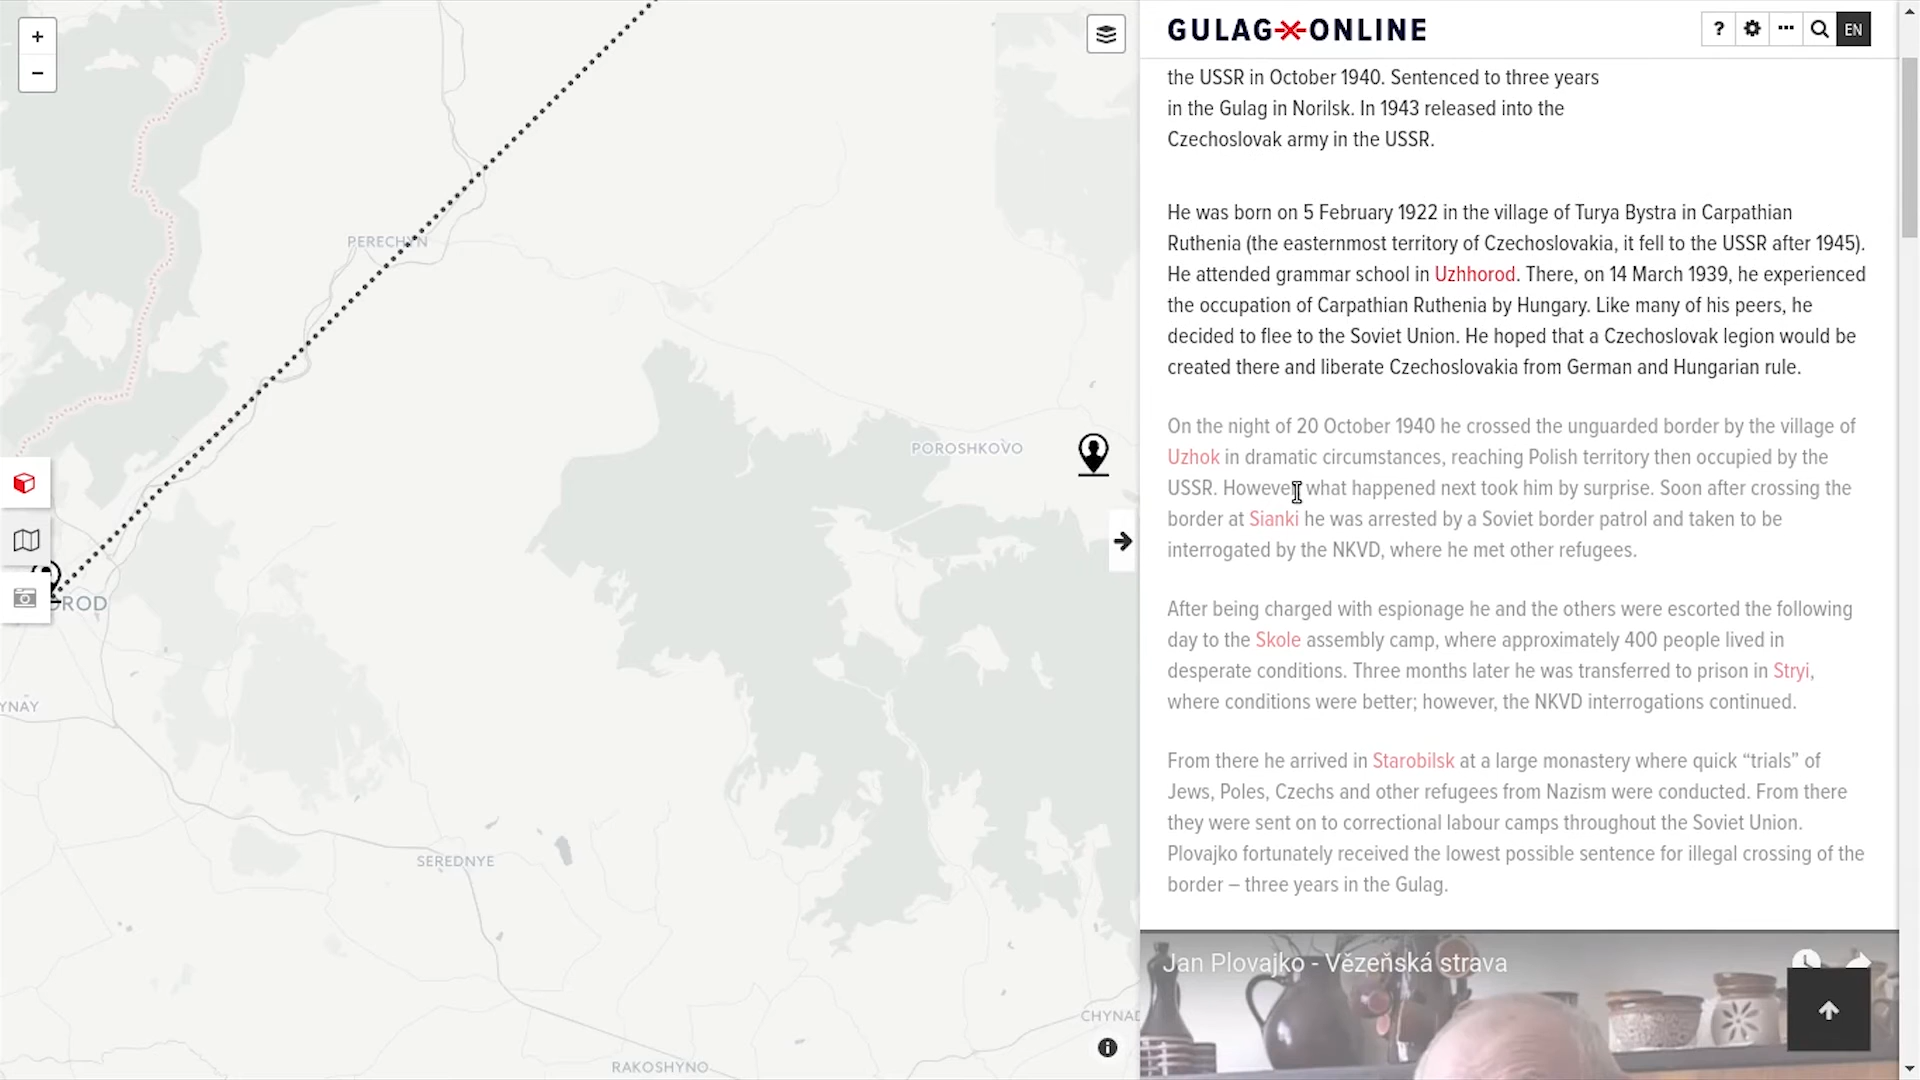 +
−
PERECHYN
POROSHKOVO
OROD
YNAY
SEREDNYE
CHYNAD
RAKOSHYNO
GULAG ONLINE
? EN
the USSR in October 1940. Sentenced to three years
in the Gulag in Norilsk. In 1943 released into the
Czechoslovak army in the USSR.
He was born on 5 February 1922 in the village of Turya Bystra in Carpathian
Ruthenia (the easternmost territory of Czechoslovakia, it fell to the USSR after 1945).
He attended grammar school in Uzhhorod. There, on 14 March 1939, he experienced
the occupation of Carpathian Ruthenia by Hungary. Like many of his peers, he
decided to flee to the Soviet Union. He hoped that a Czechoslovak legion would be
created there and liberate Czechoslovakia from German and Hungarian rule.
On the night of 20 October 1940 he crossed the unguarded border by the village of
Uzhok in dramatic circumstances, reaching Polish territory then occupied by the
USSR. However what happened next took him by surprise. Soon after crossing the
border at Sianki he was arrested by a Soviet border patrol and taken to be
interrogated by the NKVD, where he met other refugees.
After being charged with espionage he and the others were escorted the following
day to the Skole assembly camp, where approximately 400 people lived in
desperate conditions. Three months later he was transferred to prison in Stryi,
where conditions were better; however, the NKVD interrogations continued.
From there he arrived in Starobilsk at a large monastery where quick “trials” of
Jews, Poles, Czechs and other refugees from Nazism were conducted. From there
they were sent on to correctional labour camps throughout the Soviet Union.
Plovajko fortunately received the lowest possible sentence for illegal crossing of the
border – three years in the Gulag.
Jan Plovajko - Vězeňská strava